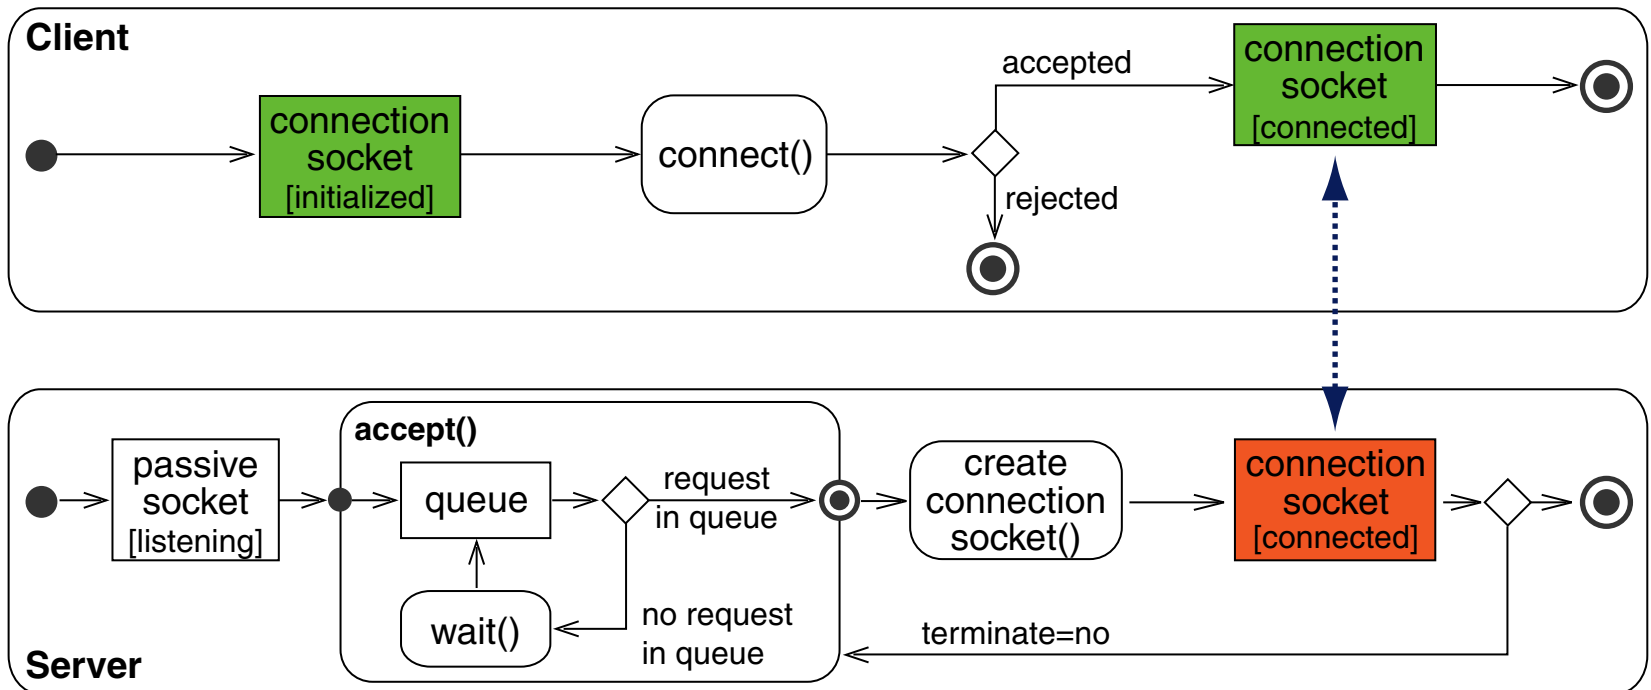 Client
connection
socket
[initialized]
connect()
accepted
rejected
connection
socket
[connected]
Server
passive
socket
[listening]
accept()
queue
wait()
request
in queue
no request
in queue
create
connection
socket()
connection
socket
[connected]
terminate=no